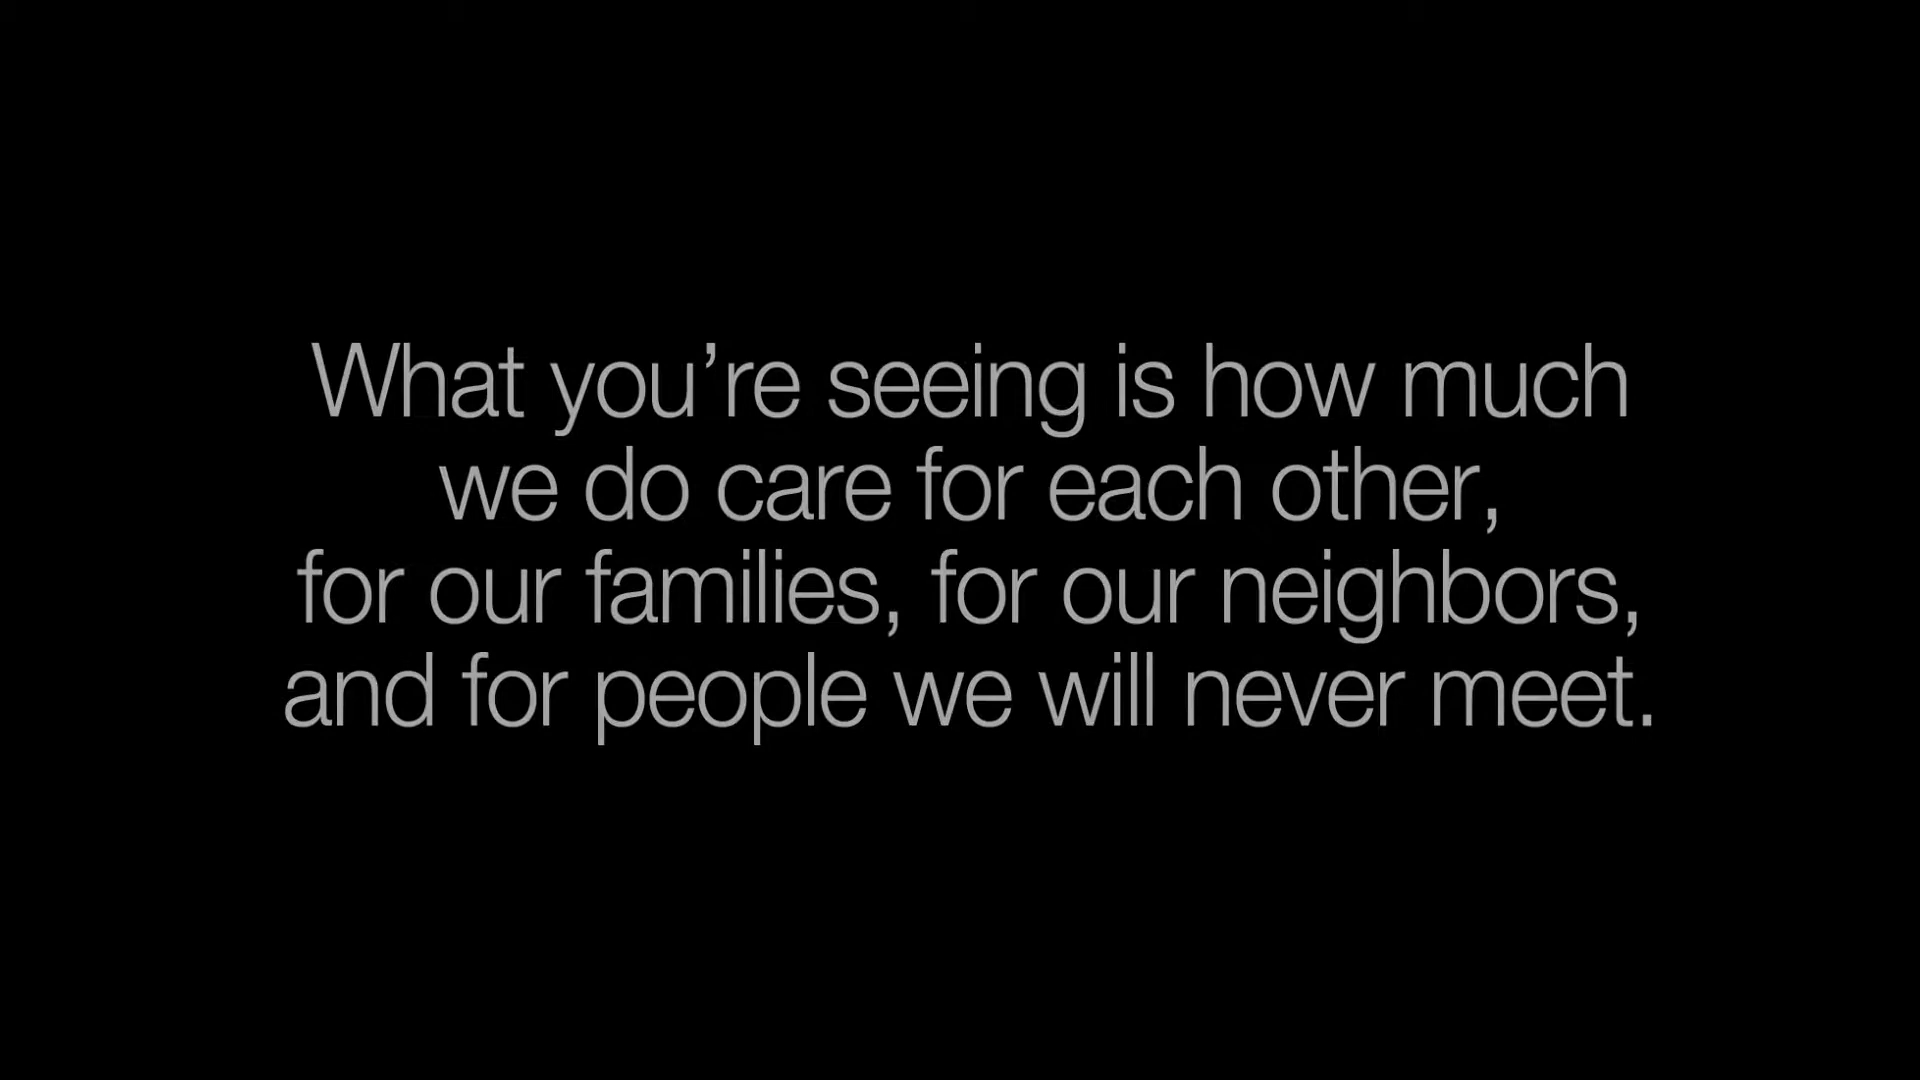 What you’re seeing is how much
we do care for each other,
for our families, for our neighbors,
and for people we will never meet.